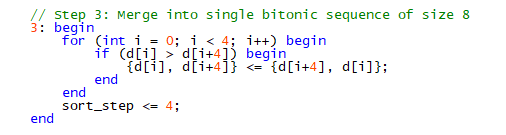 // Step 3: Merge into single bitonic sequence of size 8
3: begin
    for (int i = 0; i < 4; i++) begin
        if (d[i] > d[i+4]) begin
            {d[i], d[i+4]} <= {d[i+4], d[i]};
        end
    end
    sort_step <= 4;
end